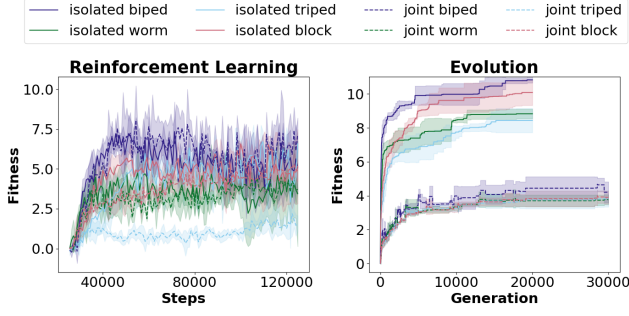 isolated biped isolated triped joint biped joint triped
isolated worm isolated block joint worm joint block
Reinforcement Learning Evolution
10.0
7.5
5.0
2.5
0.0
Fitness
40000 80000 120000
Steps
10
8
6
4
2
0
Fitness
0 10000 20000 30000
Generation